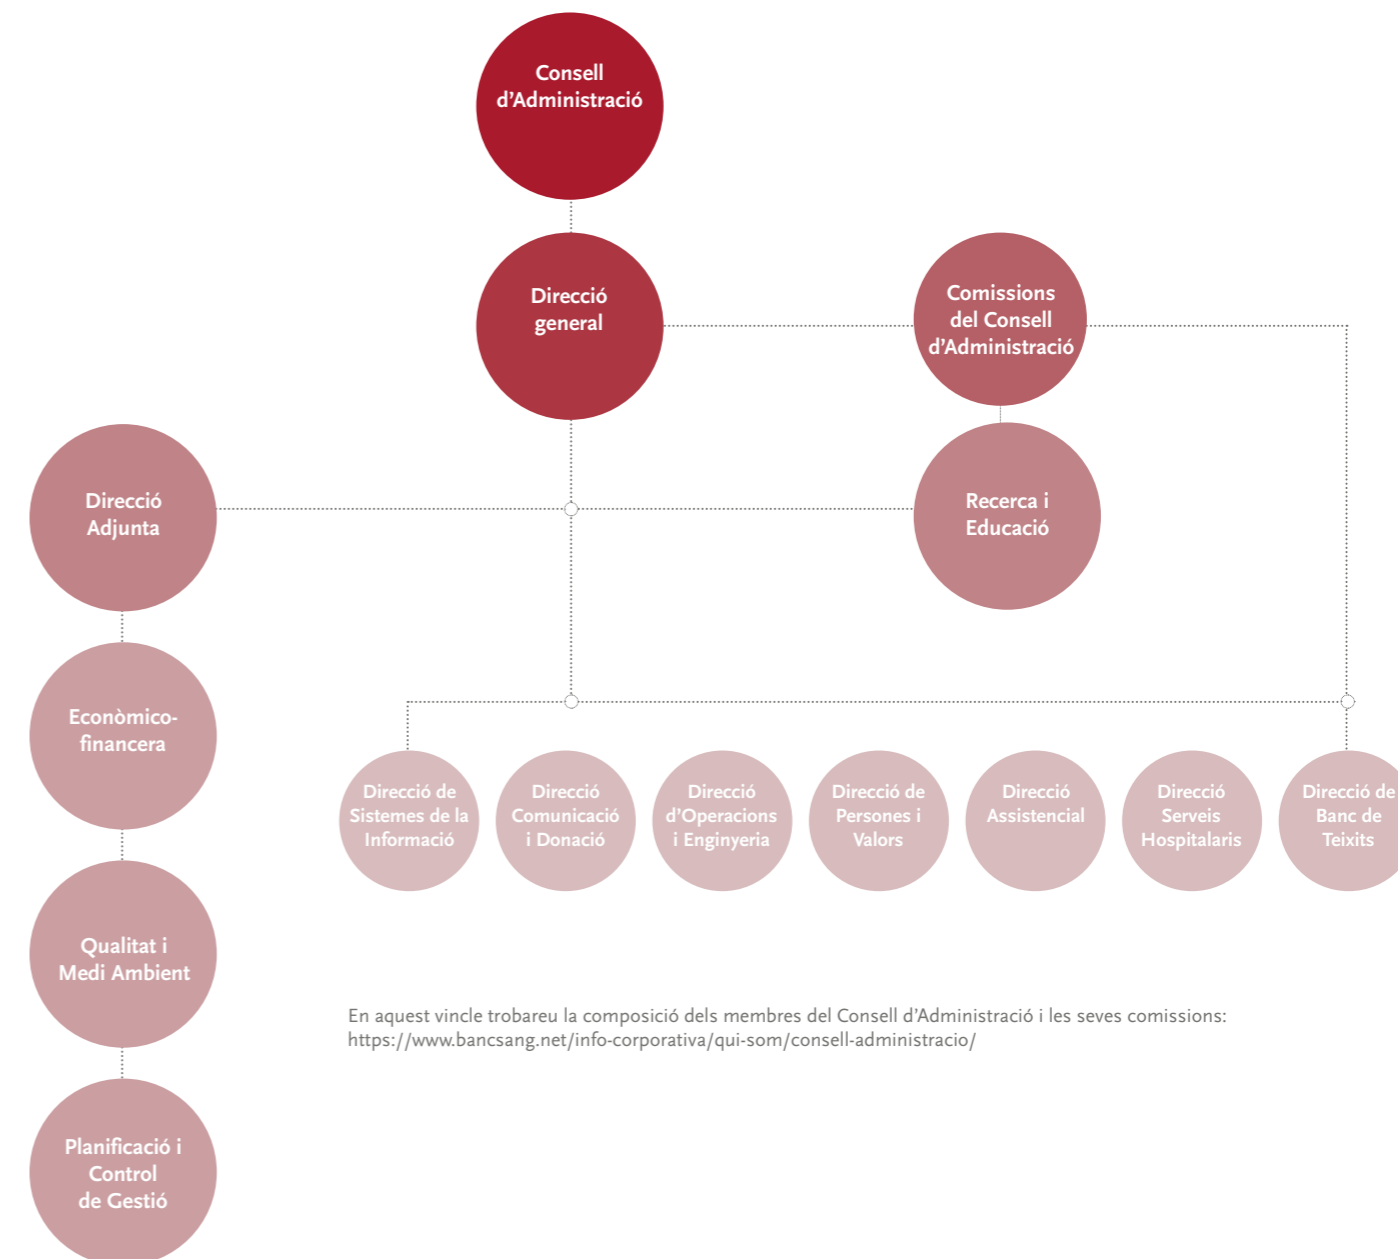 Consell
d'Administració
Direcció
general
Comissions
del Consell
d'Administració
Direcció
Adjunta
Recerca i
Educació
Econòmico-
financera
Direcció de
Sistemes de la
Informació
Direcció
Comunicació
i Donació
Direcció
d'Operacions
i Enginyeria
Direcció de
Persones i
Valors
Direcció
Assistencial
Direcció
Serveis
Hospitalaris
Direcció de
Banc de
Teixits
Qualitat i
Medi Ambient
En aquest vincle trobareu la composició dels membres del Consell d'Administració i les seves comissions:
https://www.bancsang.net/info-corporativa/qui-som/consell-administracio/
Planificació i
Control
de Gestió